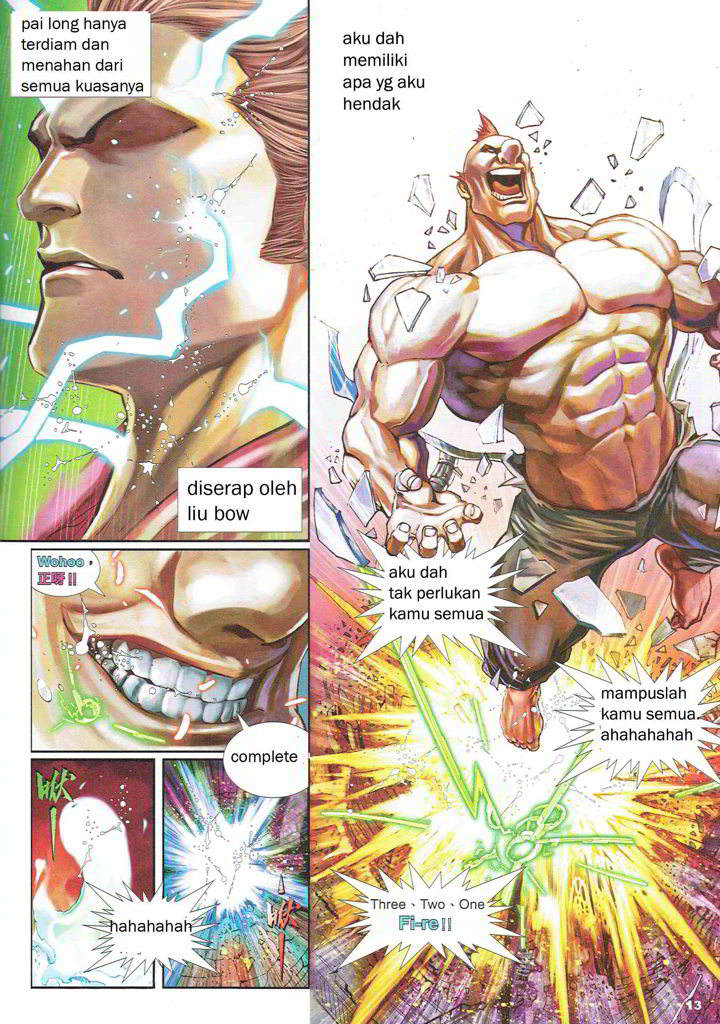 pai long hanya
terdiam dan
menahan dari
semua kuasanya
diserap oleh
liu bow
Wohoo，
正呀!!
complete
hahahahah
aku dah
memiliki
apa yg aku
hendak
aku dah
tak perlukan
kamu semua
mampuslah
kamu semua.
ahahahahah
Three、Two、One
Fi-re!!
13